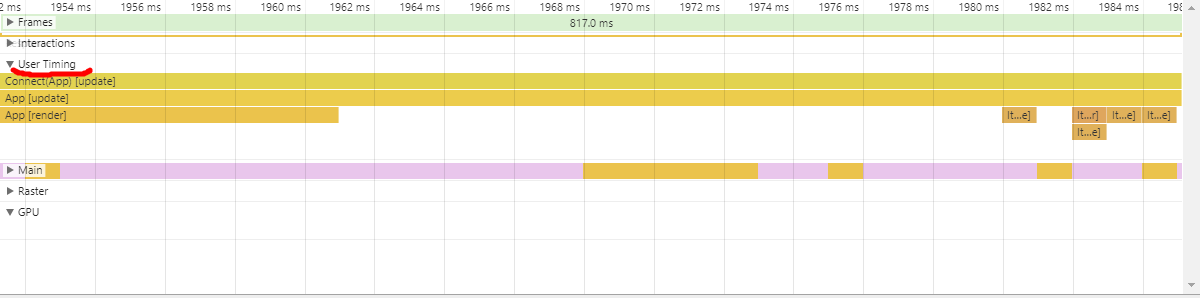 2 ms 1954 ms 1956 ms 1958 ms 1960 ms 1962 ms 1964 ms 1966 ms 1968 ms 1970 ms 1972 ms 1974 ms 1976 ms 1978 ms 1980 ms 1982 ms 1984 ms 198
Frames 817.0 ms
Interactions
User Timing
Connect(App) [update]
App [update]
App [render] It...e] It...r] It...e] It...e]
It...e]
Main
Raster
GPU